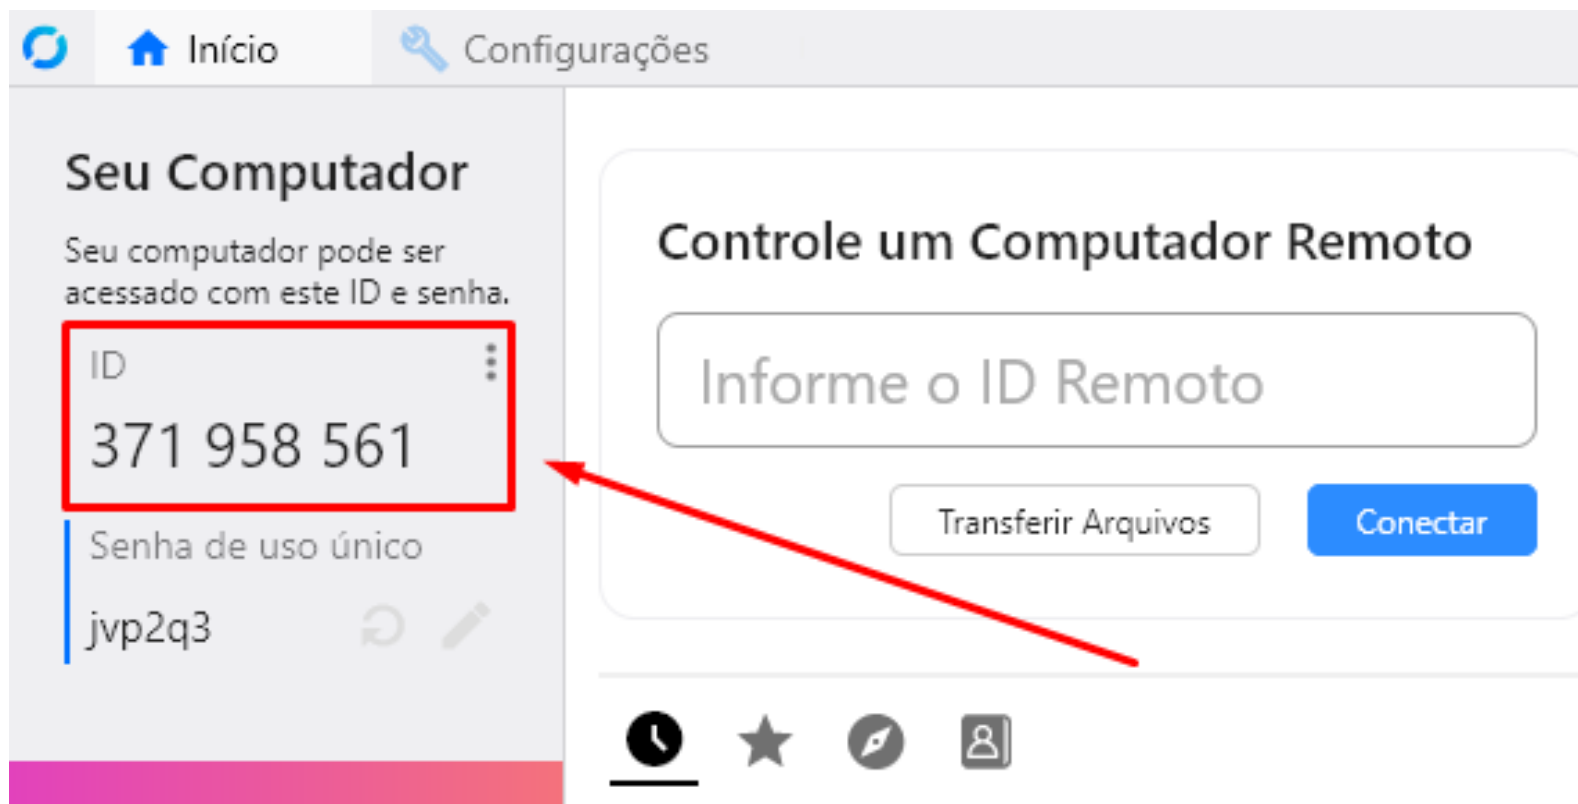 Início
Configurações
Seu Computador
Seu computador pode ser
acessado com este ID e senha.
ID
371 958 561
Senha de uso único
jvp2q3
Controle um Computador Remoto
Informe o ID Remoto
Transferir Arquivos
Conectar